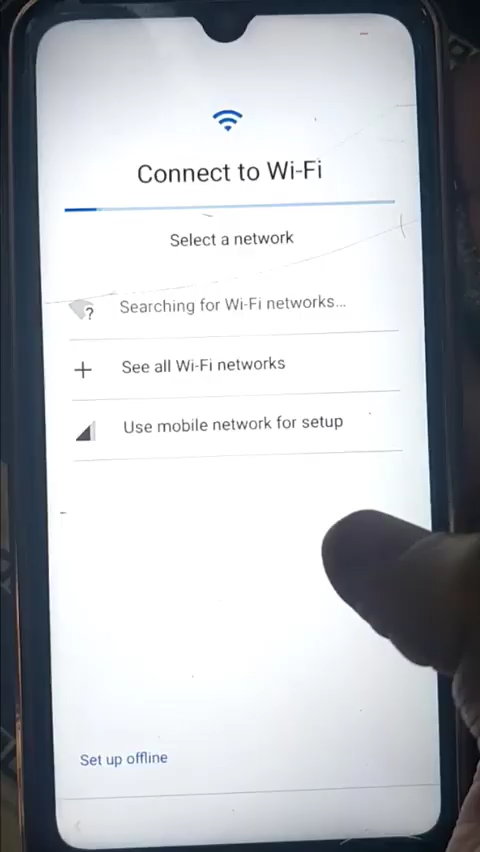 Connect to Wi-Fi
Select a network
Searching for Wi-Fi networks...
See all Wi-Fi networks
Use mobile network for setup
Set up offline